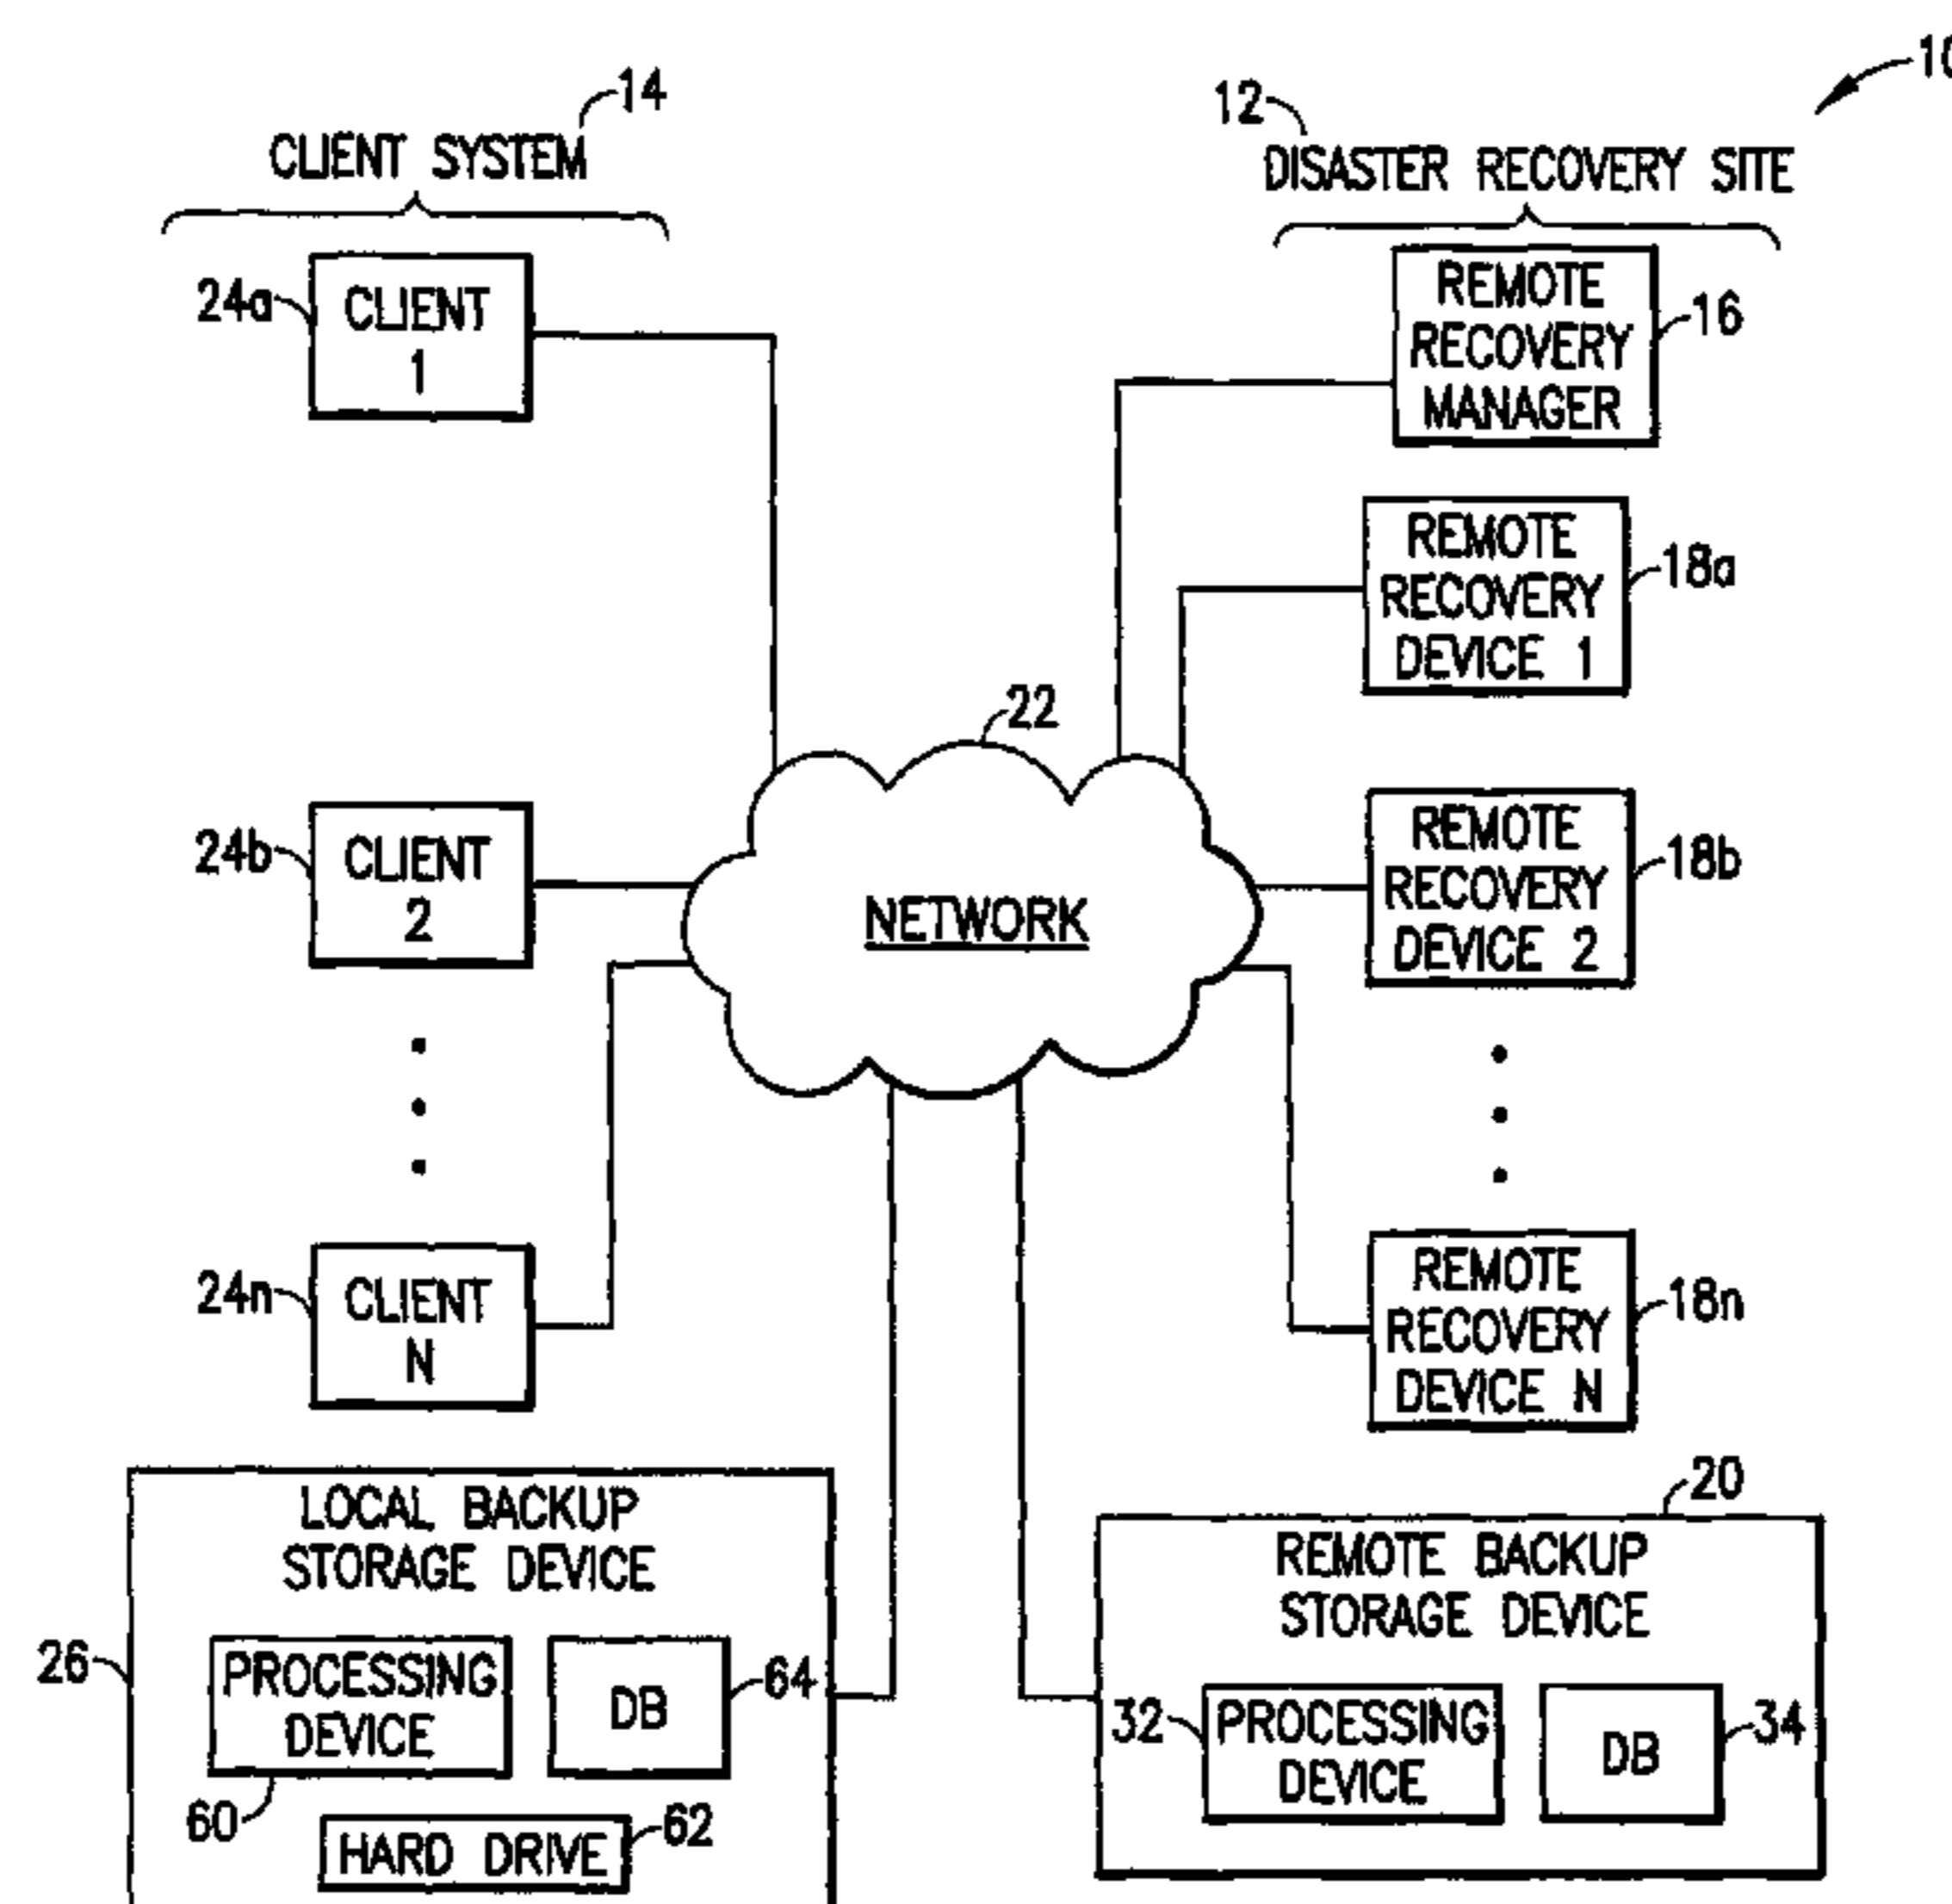 10
14
12
CLIENT SYSTEM
DISASTER RECOVERY SITE
24a
CLIENT
1
REMOTE
RECOVERY
MANAGER
16
REMOTE
RECOVERY
DEVICE 1
18a
22
24b
CLIENT
2
NETWORK
REMOTE
RECOVERY
DEVICE 2
18b
24n
CLIENT
N
REMOTE
RECOVERY
DEVICE N
18n
LOCAL BACKUP
STORAGE DEVICE
26
PROCESSING
DEVICE
60
DB
64
HARD DRIVE
62
20
REMOTE BACKUP
STORAGE DEVICE
32
PROCESSING
DEVICE
DB
34